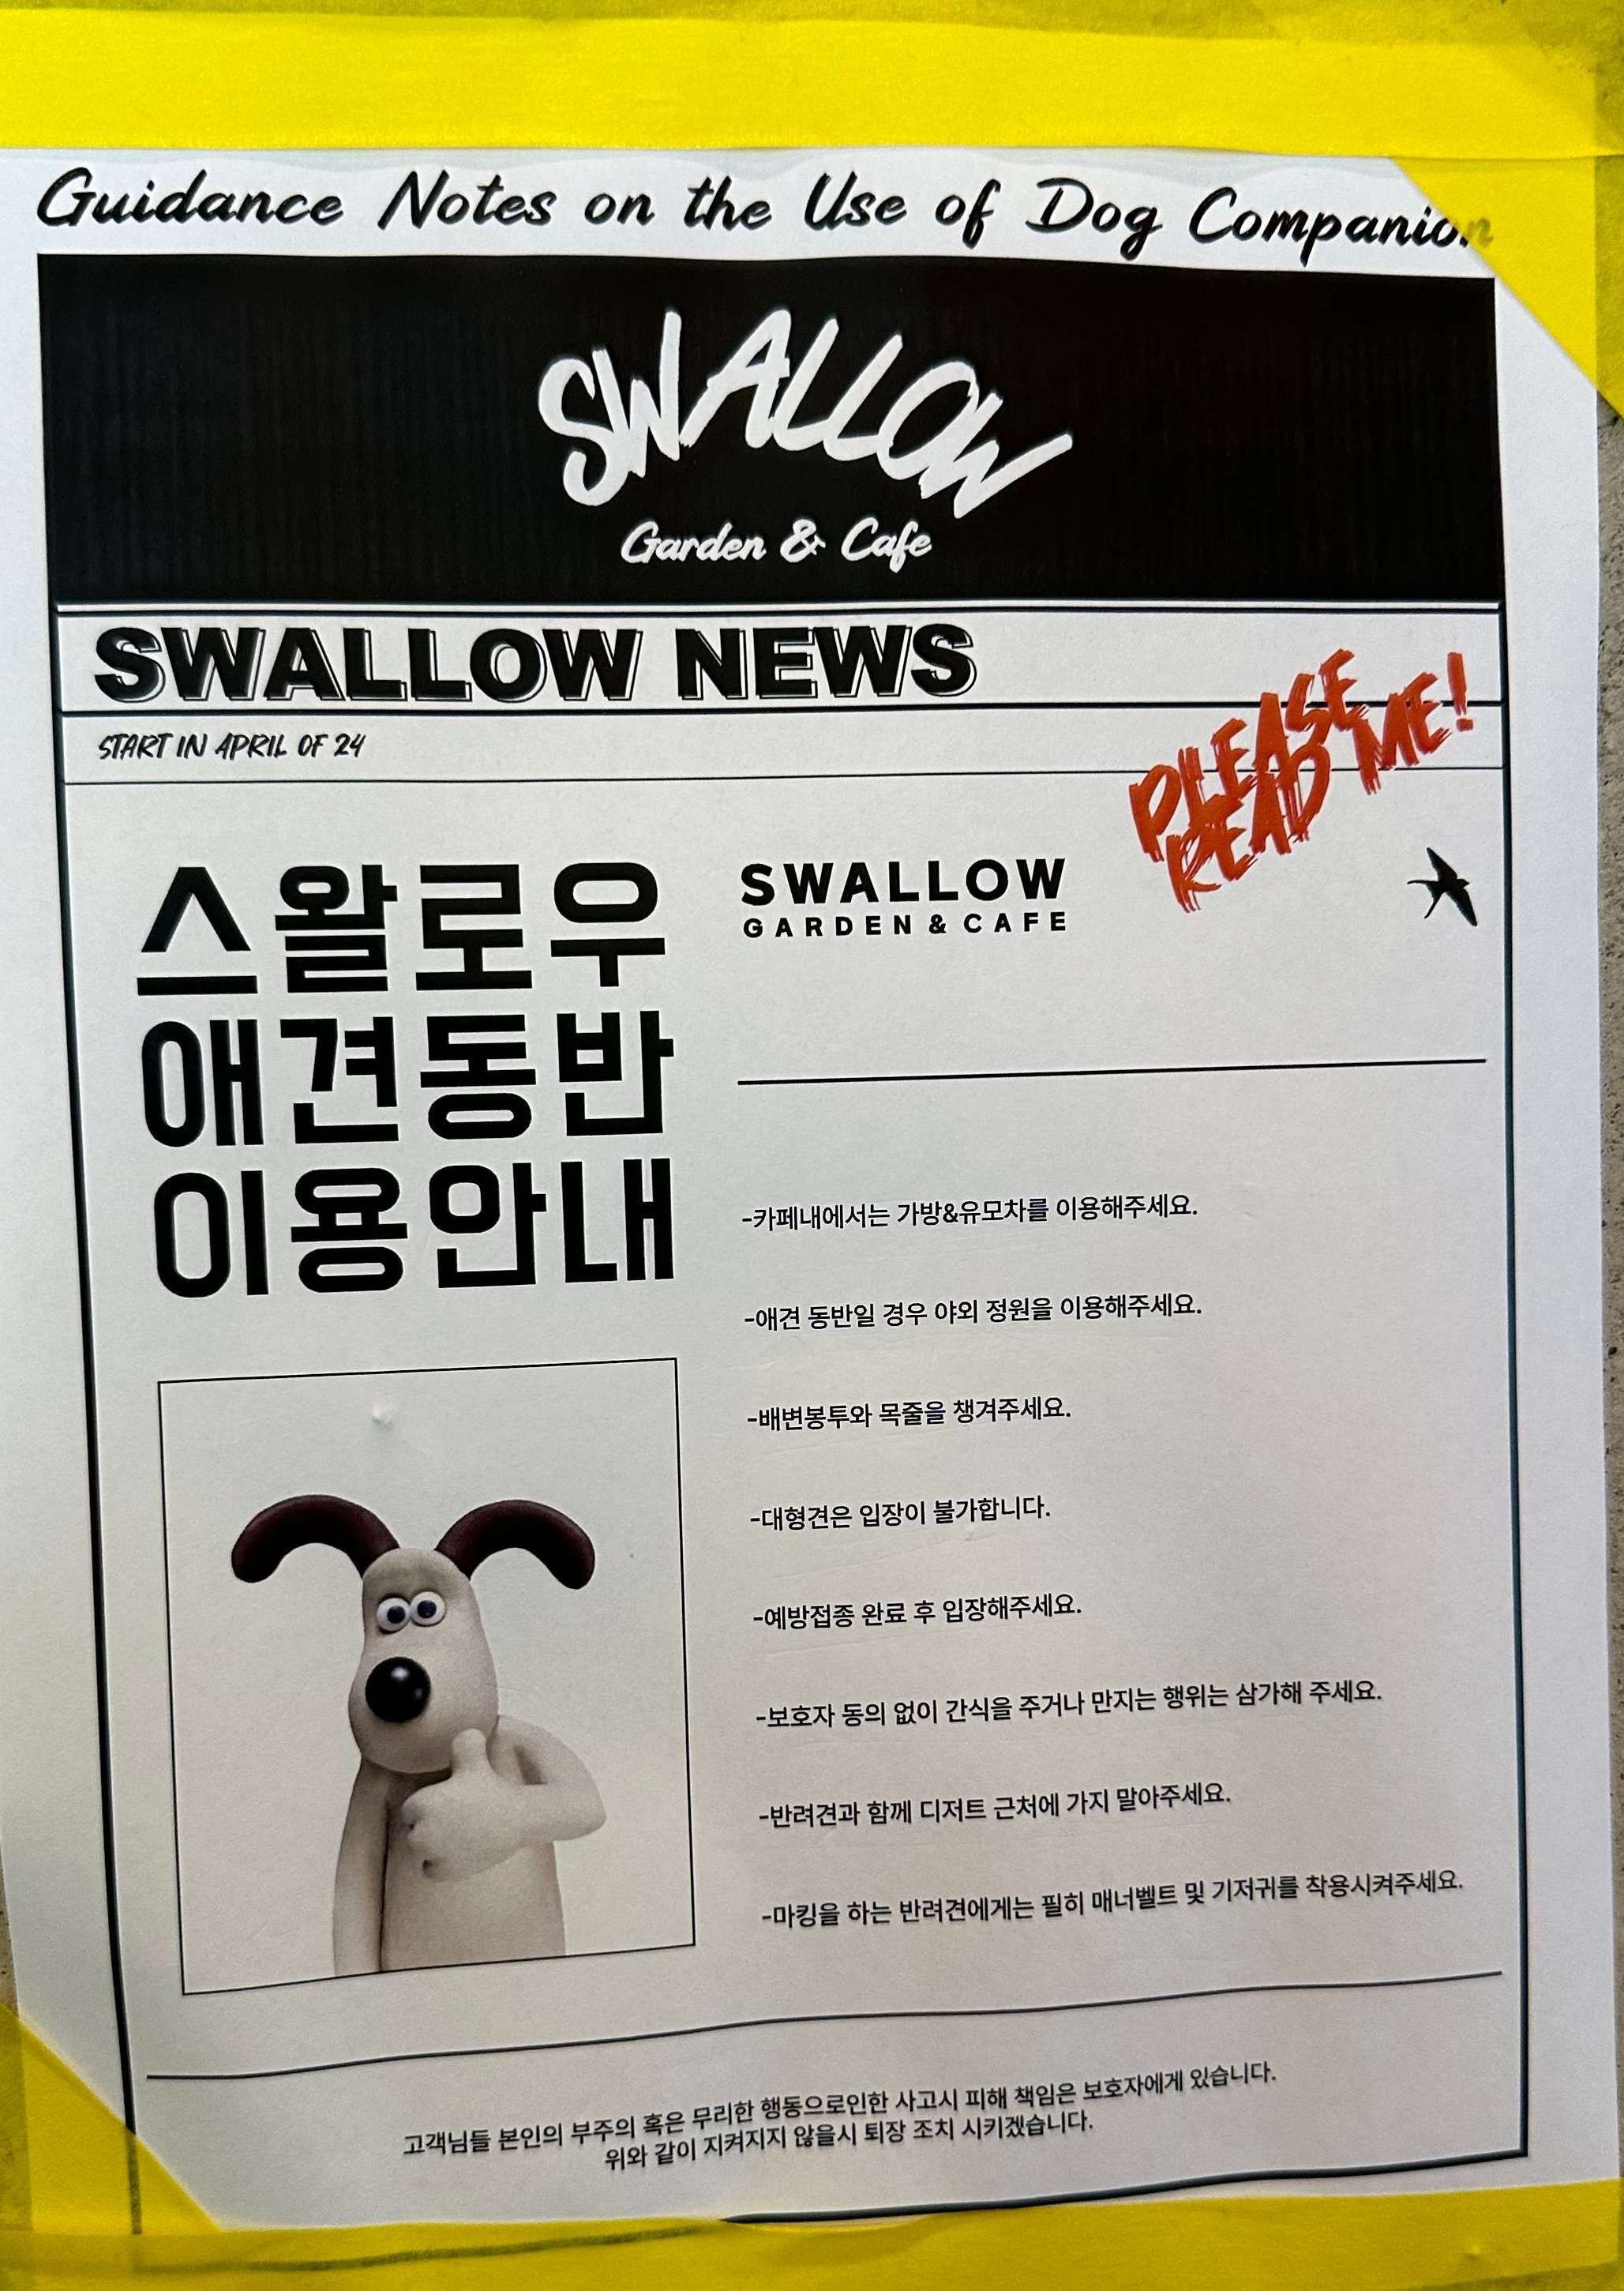 Guidance Notes on the Use of Dog Companion
SWALLOW
Garden & Cafe
SWALLOW NEWS
START IN APRIL OF 24
PLEASE
READ ME!
스왈로우
애견동반
이용안내
SWALLOW
GARDEN & CAFE
-카페내에서는 가방&유모차를 이용해주세요.
-애견 동반일 경우 야외 정원을 이용해주세요.
-배변봉투와 목줄을 챙겨주세요.
-대형견은 입장이 불가합니다.
-예방접종 완료 후 입장해주세요.
-보호자 동의 없이 간식을 주거나 만지는 행위는 삼가해 주세요.
-반려견과 함께 디저트 근처에 가지 말아주세요.
-마킹을 하는 반려견에게는 필히 매너벨트 및 기저귀를 착용시켜주세요.
고객님들 본인의 부주의 혹은 무리한 행동으로인한 사고시 피해 책임은 보호자에게 있습니다.
위와 같이 지켜지지 않을시 퇴장 조치 시키겠습니다.